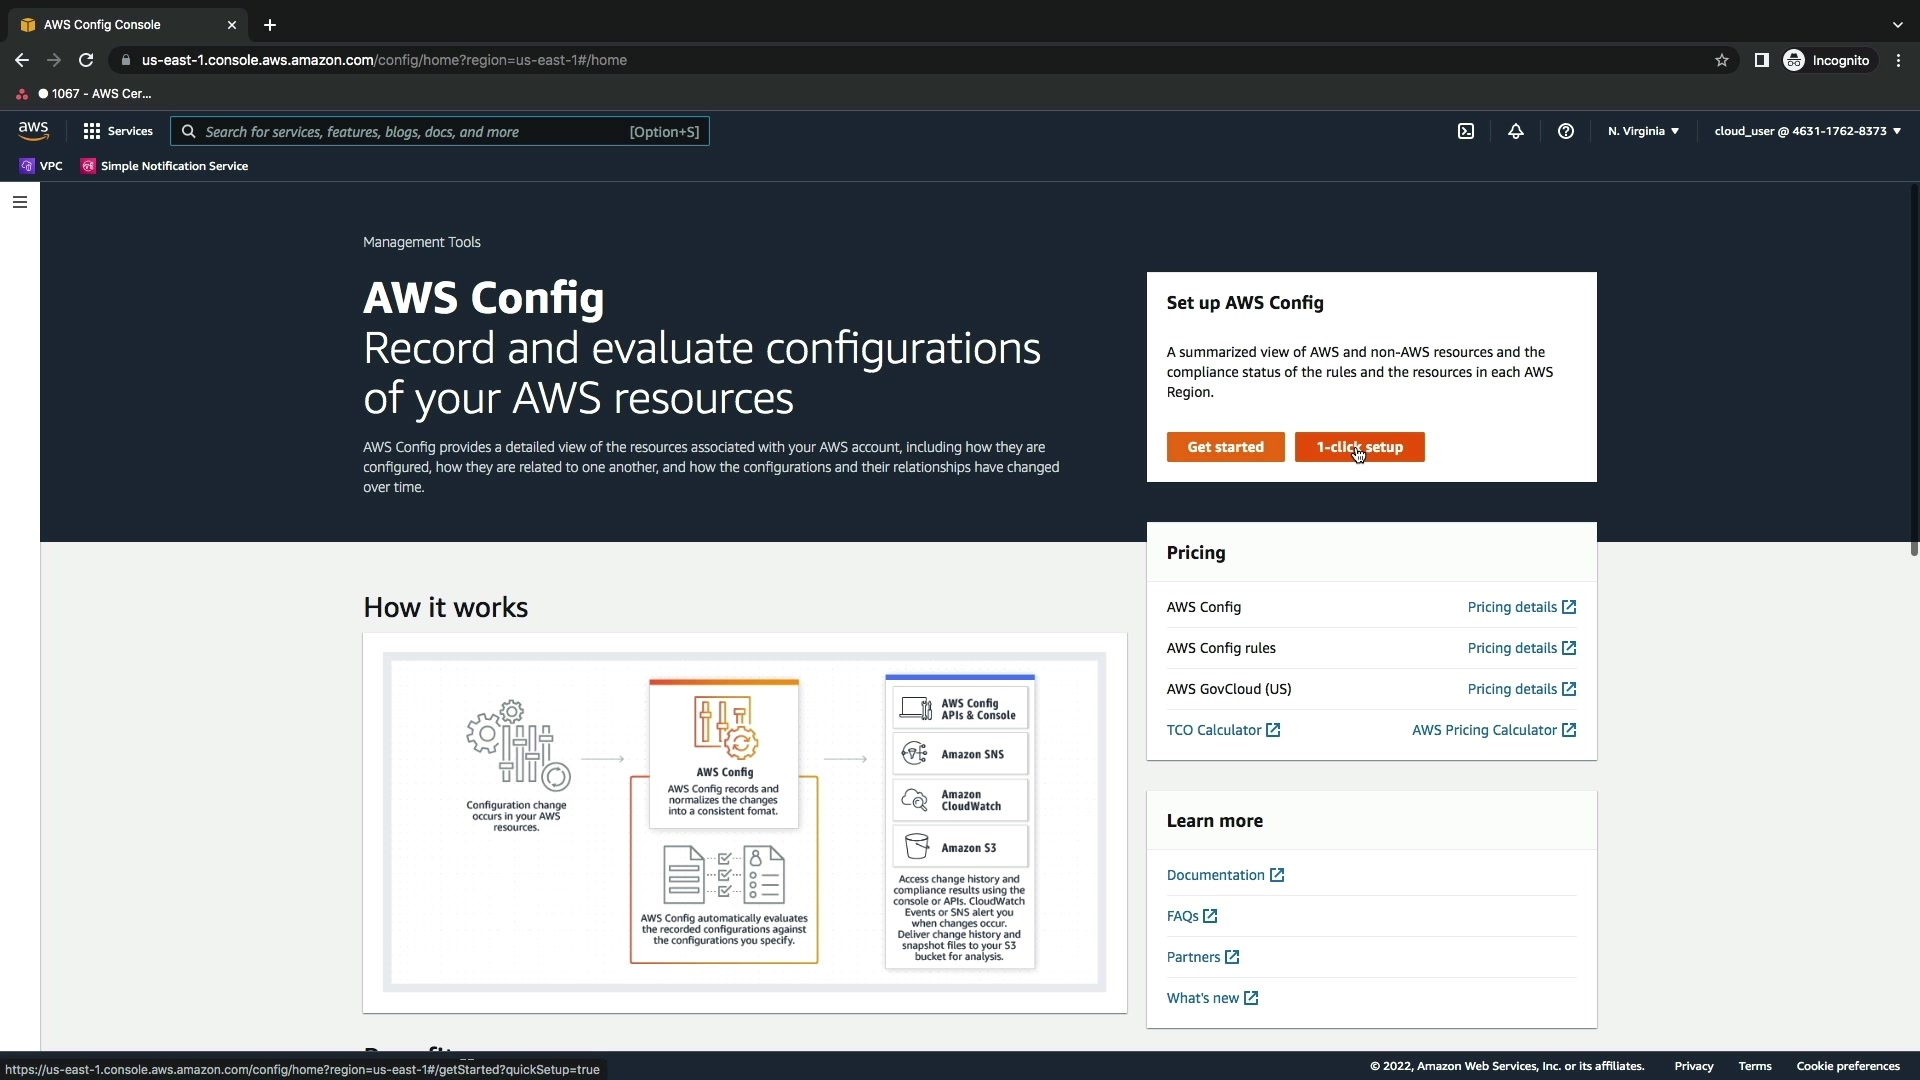 AWS Config Console
us-east-1.console.aws.amazon.com/config/home?region=us-east-1#/home
Incognito
1067 - AWS Cer...
aws
Services
Search for services, features, blogs, docs, and more
[Option+S]
N. Virginia
cloud_user @ 4631-1762-8373
VPC
Simple Notification Service
Management Tools
AWS Config
Record and evaluate configurations
of your AWS resources
AWS Config provides a detailed view of the resources associated with your AWS account, including how they are
configured, how they are related to one another, and how the configurations and their relationships have changed
over time.
Set up AWS Config
A summarized view of AWS and non-AWS resources and the
compliance status of the rules and the resources in each AWS
Region.
Get started
1-click setup
Pricing
AWS Config
Pricing details
AWS Config rules
Pricing details
AWS GovCloud (US)
Pricing details
TCO Calculator
AWS Pricing Calculator
How it works
Configuration change
occurs in your AWS
resources.
AWS Config
AWS Config records and
normalizes the changes
into a consistent fomat.
AWS Config automatically evaluates
the recorded configurations against
the configurations you specify.
AWS Config
APIs & Console
Amazon SNS
Amazon
CloudWatch
Amazon S3
Access change history and
compliance results using the
console or APIs. CloudWatch
Events or SNS alert you
when changes occur.
Deliver change history and
snapshot files to your S3
bucket for analysis.
Learn more
Documentation
FAQs
Partners
What's new
https://us-east-1.console.aws.amazon.com/config/home?region=us-east-1#/getStarted?quickSetup=true
© 2022, Amazon Web Services, Inc. or its affiliates.
Privacy
Terms
Cookie preferences